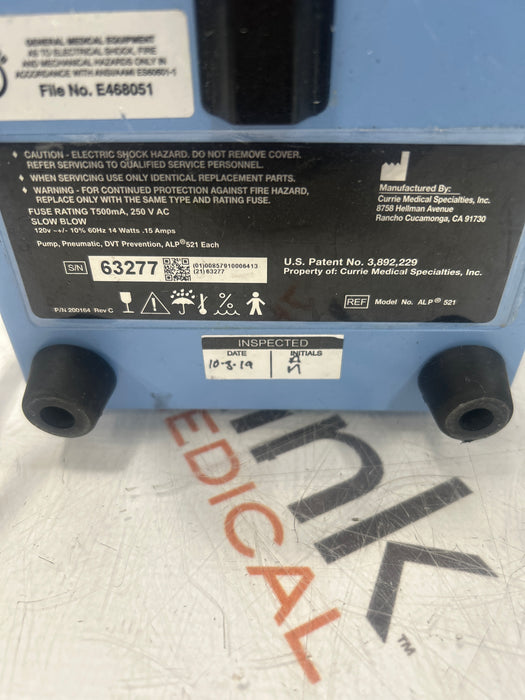 GENERAL MEDICAL EQUIPMENT
AS TO ELECTRICAL SHOCK, FIRE
AND MECHANICAL HAZARDS ONLY IN
ACCORDANCE WITH ANSI/AAMI ES60601-1
File No. E468051
CAUTION - ELECTRIC SHOCK HAZARD. DO NOT REMOVE COVER.
REFER SERVICING TO QUALIFIED SERVICE PERSONNEL.
WHEN SERVICING USE ONLY IDENTICAL REPLACEMENT PARTS.
WARNING - FOR CONTINUED PROTECTION AGAINST FIRE HAZARD,
REPLACE ONLY WITH THE SAME TYPE AND RATING FUSE.
FUSE RATING T500mA, 250 V AC
SLOW BLOW
120v ~+/- 10% 60Hz 14 Watts .15 Amps
Pump, Pneumatic, DVT Prevention, ALP® 521 Each
Manufactured By:
Currie Medical Specialties, Inc.
8758 Hellman Avenue
Rancho Cucamonga, CA 91730
S/N 63277
(01)00857910006413
(21)63277
U.S. Patent No. 3,892,229
Property of: Currie Medical Specialties, Inc.
P/N 200164 Rev C
REF Model No. ALP® 521
INSPECTED
DATE INITIALS
10-3-19
ink
MEDICAL
TM